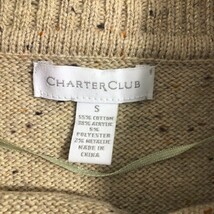 CHARTER CLUB
S
55% COTTON
38% ACRYLIC
5%
POLYESTER
2% METALLIC
MADE IN
CHINA